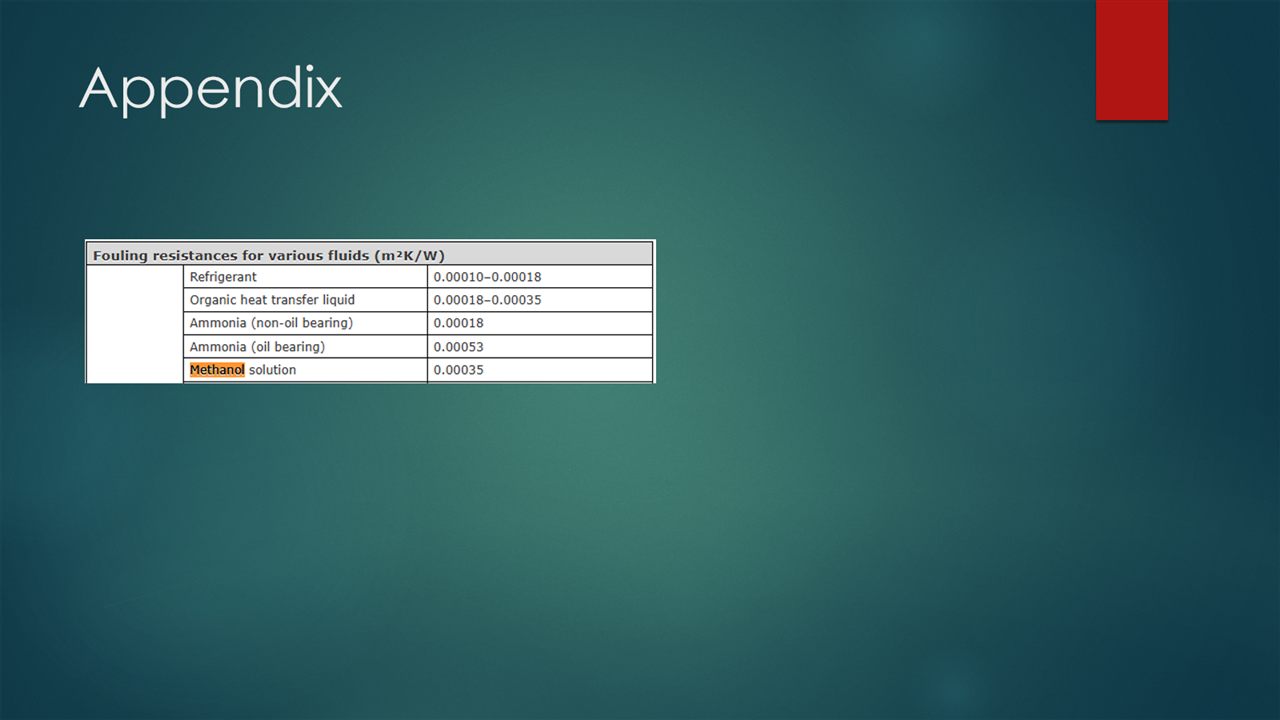 Appendix
Fouling resistances for various fluids (m²K/W)
Refrigerant 0.00010–0.00018
Organic heat transfer liquid 0.00018–0.00035
Ammonia (non-oil bearing) 0.00018
Ammonia (oil bearing) 0.00053
Methanol solution 0.00035